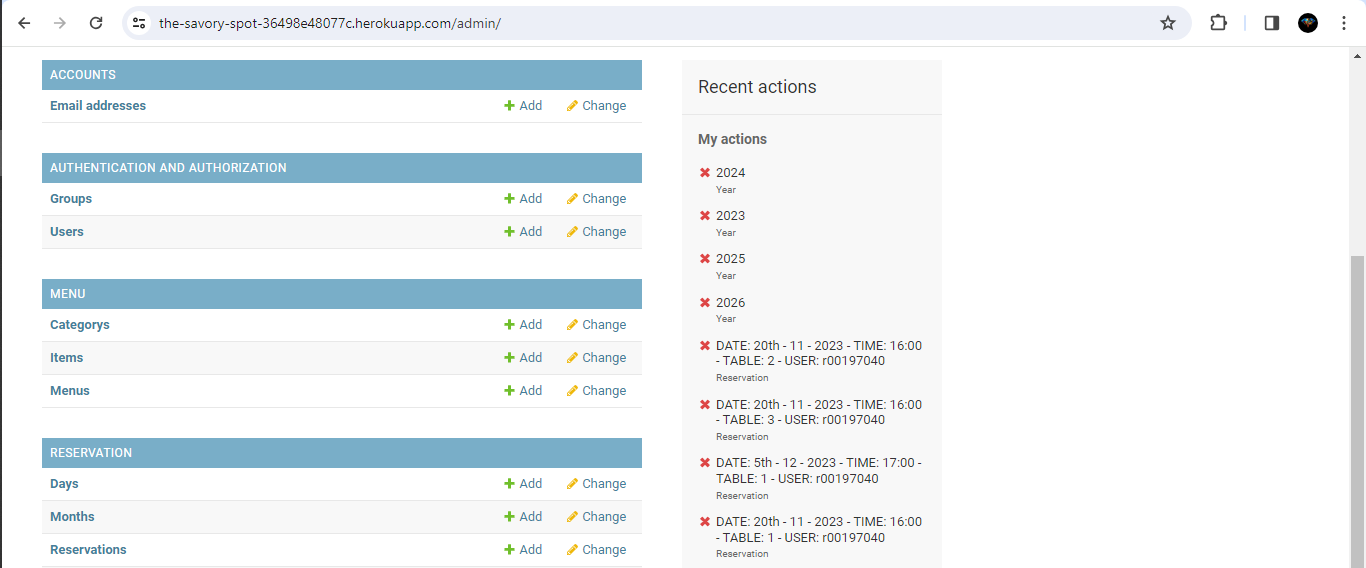 the-savory-spot-36498e48077c.herokuapp.com/admin/
ACCOUNTS
Email addresses Add Change
AUTHENTICATION AND AUTHORIZATION
Groups Add Change
Users Add Change
MENU
Categorys Add Change
Items Add Change
Menus Add Change
RESERVATION
Days Add Change
Months Add Change
Reservations Add Change
Recent actions
My actions
2024
Year
2023
Year
2025
Year
2026
Year
DATE: 20th - 11 - 2023 - TIME: 16:00
- TABLE: 2 - USER: r00197040
Reservation
DATE: 20th - 11 - 2023 - TIME: 16:00
- TABLE: 3 - USER: r00197040
Reservation
DATE: 5th - 12 - 2023 - TIME: 17:00 -
TABLE: 1 - USER: r00197040
Reservation
DATE: 20th - 11 - 2023 - TIME: 16:00
- TABLE: 1 - USER: r00197040
Reservation